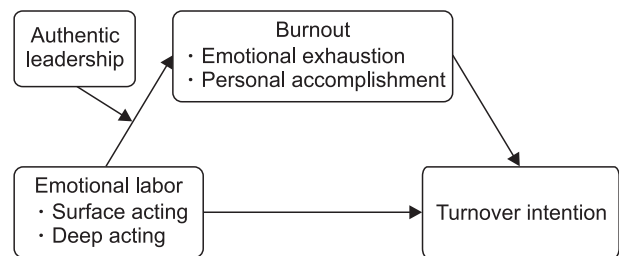 Authentic
leadership
Burnout
· Emotional exhaustion
· Personal accomplishment
Emotional labor
· Surface acting
· Deep acting
Turnover intention